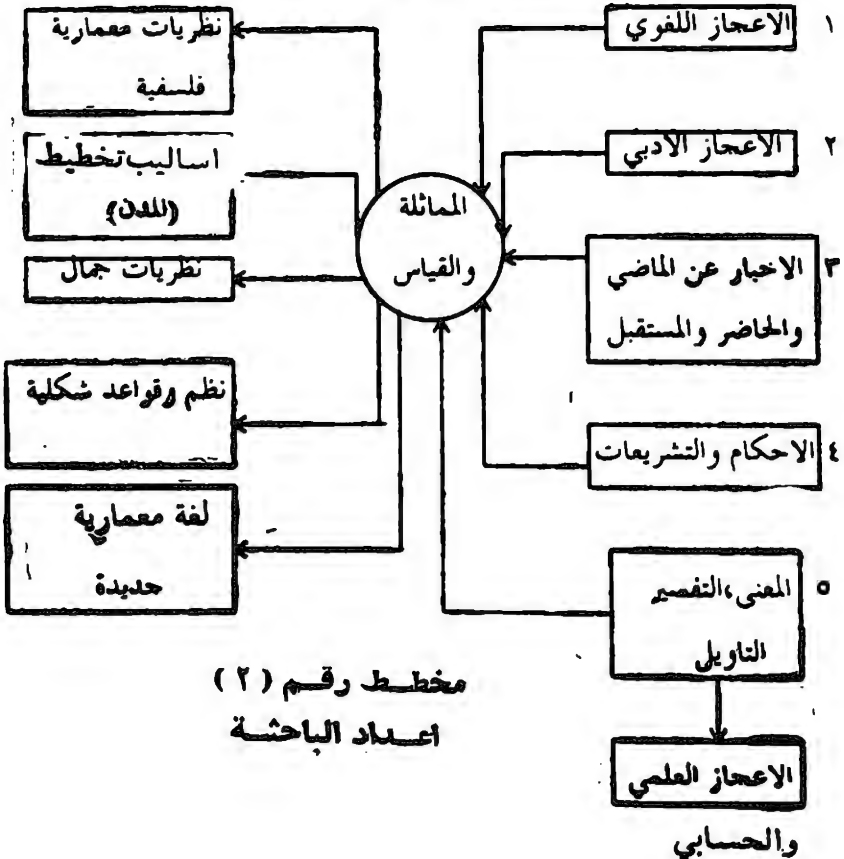 ١ الاعجاز اللغوي
٢ الاعجاز الادبي
٣ الاخبار عن الماضي
والحاضر والمستقبل
٤ الاحكام والتشريعات
٥ المعنى،التفصير
التاويل
الاعجاز العلمي
والحسابي
المماثلة
والقياس
نظريات معمارية
فلسفية
اساليب تخطيط
(المدن)
نظريات جمال
نظم وقواعد شكلية
لغة معمارية
جديدة
مخطط رقم (٢)
اعداد الباحثة